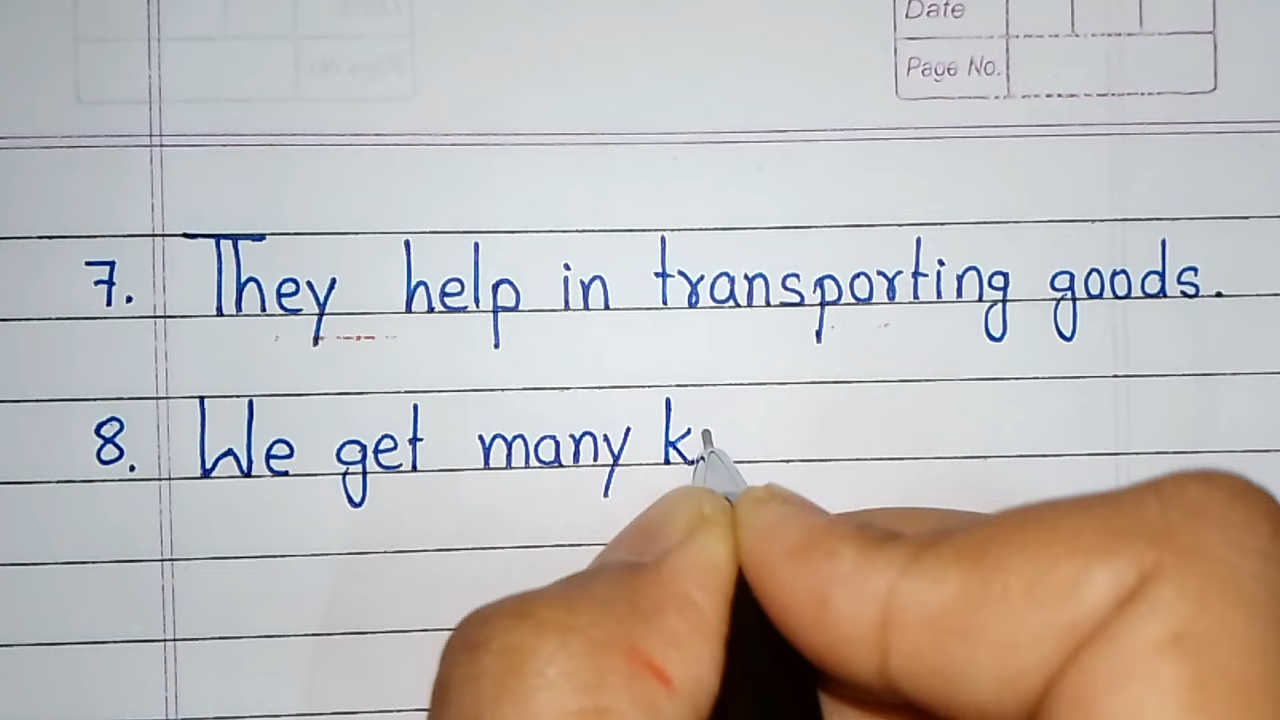 Date
Page No.
7. They help in transporting goods.
8. We get many k